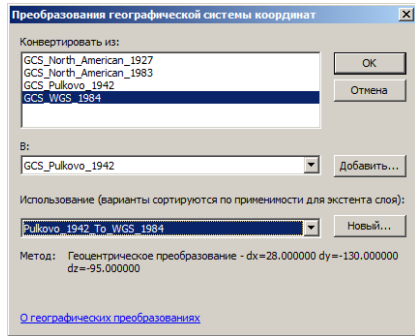 Преобразования географической системы координат
Конвертировать из:
GCS_North_American_1927
GCS_North_American_1983
GCS_Pulkovo_1942
GCS_WGS_1984
OK
Отмена
В:
GCS_Pulkovo_1942
Добавить...
Использование (варианты сортируются по применимости для экстента слоя):
Pulkovo_1942_To_WGS_1984
Новый...
Метод: Геоцентрическое преобразование - dx=28.000000 dy=-130.000000
dz=-95.000000
О географических преобразованиях